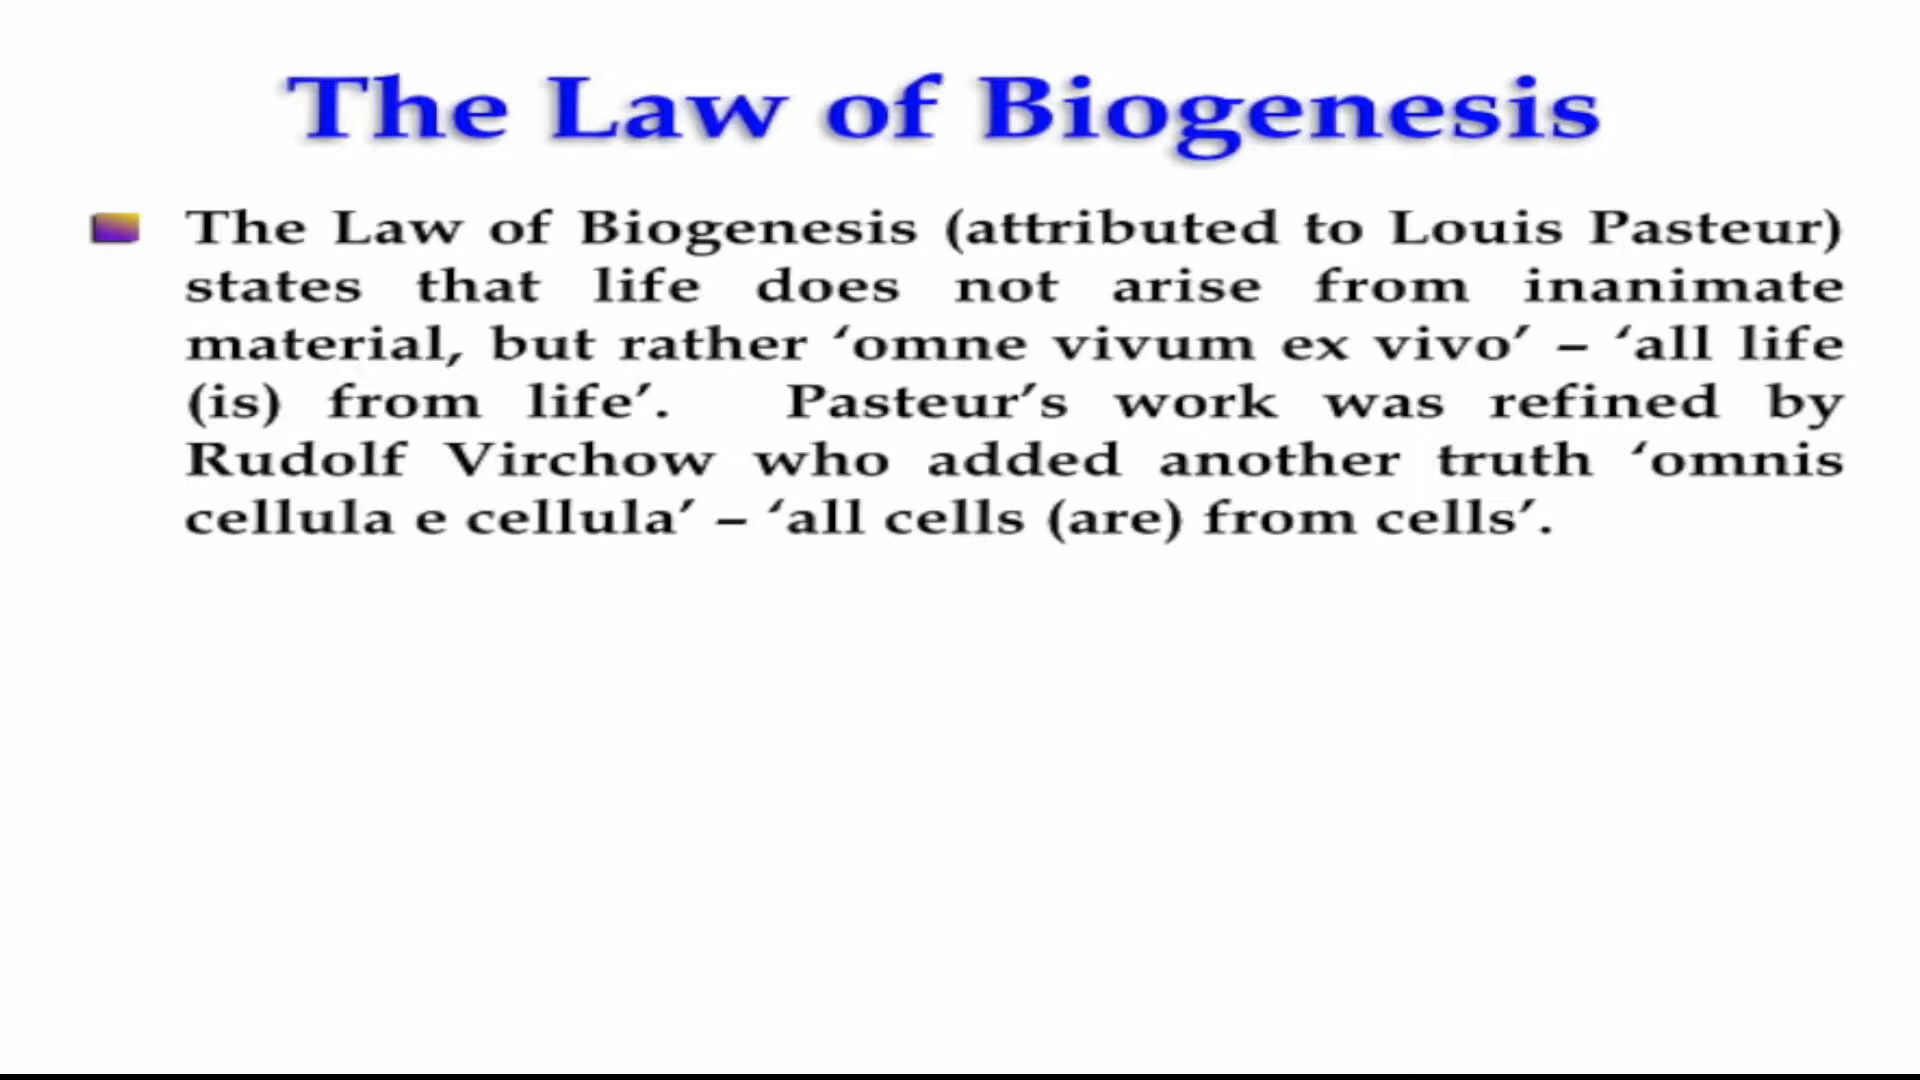 The Law of Biogenesis
The Law of Biogenesis (attributed to Louis Pasteur)
states that life does not arise from inanimate
material, but rather ‘omne vivum ex vivo’ – ‘all life
(is) from life’. Pasteur’s work was refined by
Rudolf Virchow who added another truth ‘omnis
cellula e cellula’ – ‘all cells (are) from cells’.